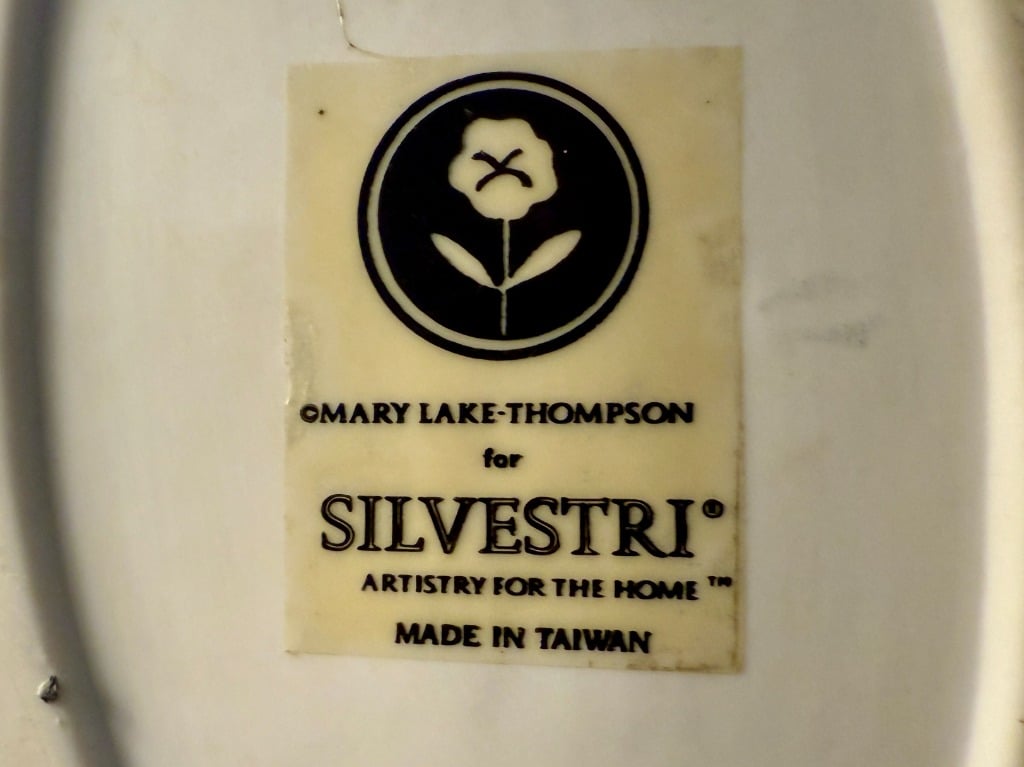 ©MARY LAKE-THOMPSON
for
SILVESTRI®
ARTISTRY FOR THE HOME™
MADE IN TAIWAN